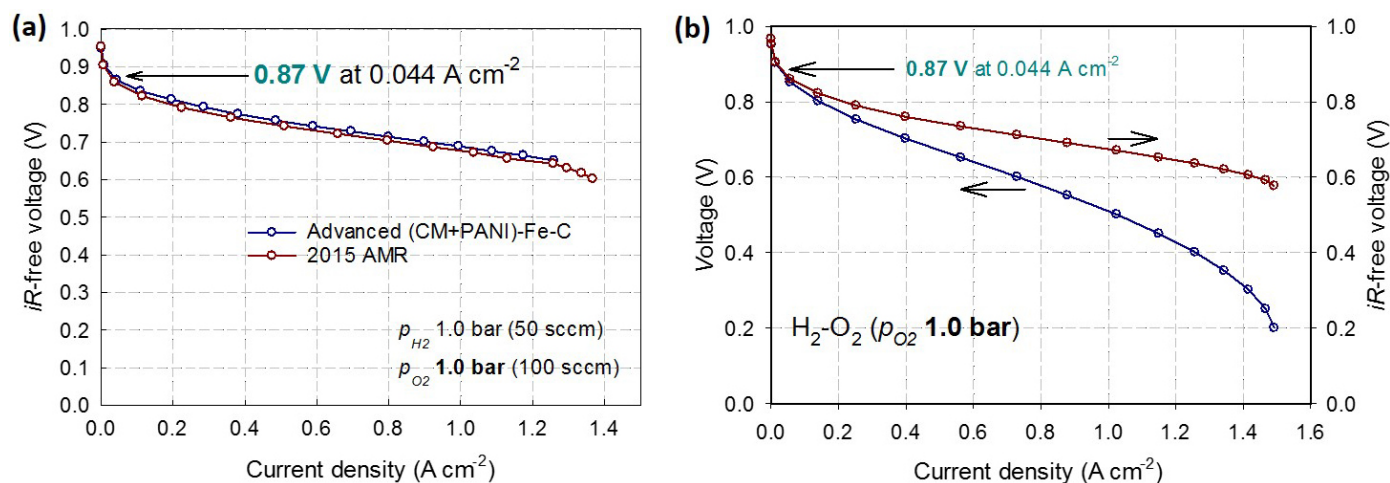 (a)
1.0
0.9
0.8
0.7
0.6
0.5
0.4
0.3
0.2
0.1
0.0
iR-free voltage (V)
0.87 V at 0.044 A cm⁻²
Advanced (CM+PANI)-Fe-C
2015 AMR
p_H2 1.0 bar (50 sccm)
p_O2 1.0 bar (100 sccm)
0.0 0.2 0.4 0.6 0.8 1.0 1.2 1.4
Current density (A cm⁻²)
(b)
1.0
0.8
0.6
0.4
0.2
0.0
Voltage (V)
0.87 V at 0.044 A cm⁻²
H₂-O₂ (p_O2 1.0 bar)
1.0
0.8
0.6
0.4
0.2
0.0
iR-free voltage (V)
0.0 0.2 0.4 0.6 0.8 1.0 1.2 1.4 1.6
Current density (A cm⁻²)